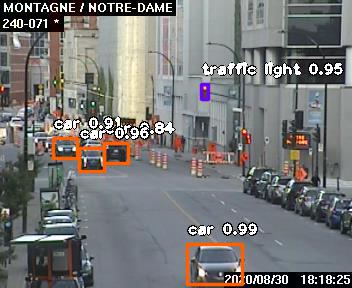 MONTAGNE / NOTRE-DAME
240-071 *
traffic light 0.95
car 0.91
car 0.96
0.84
car 0.99
2020/08/30 18:18:25